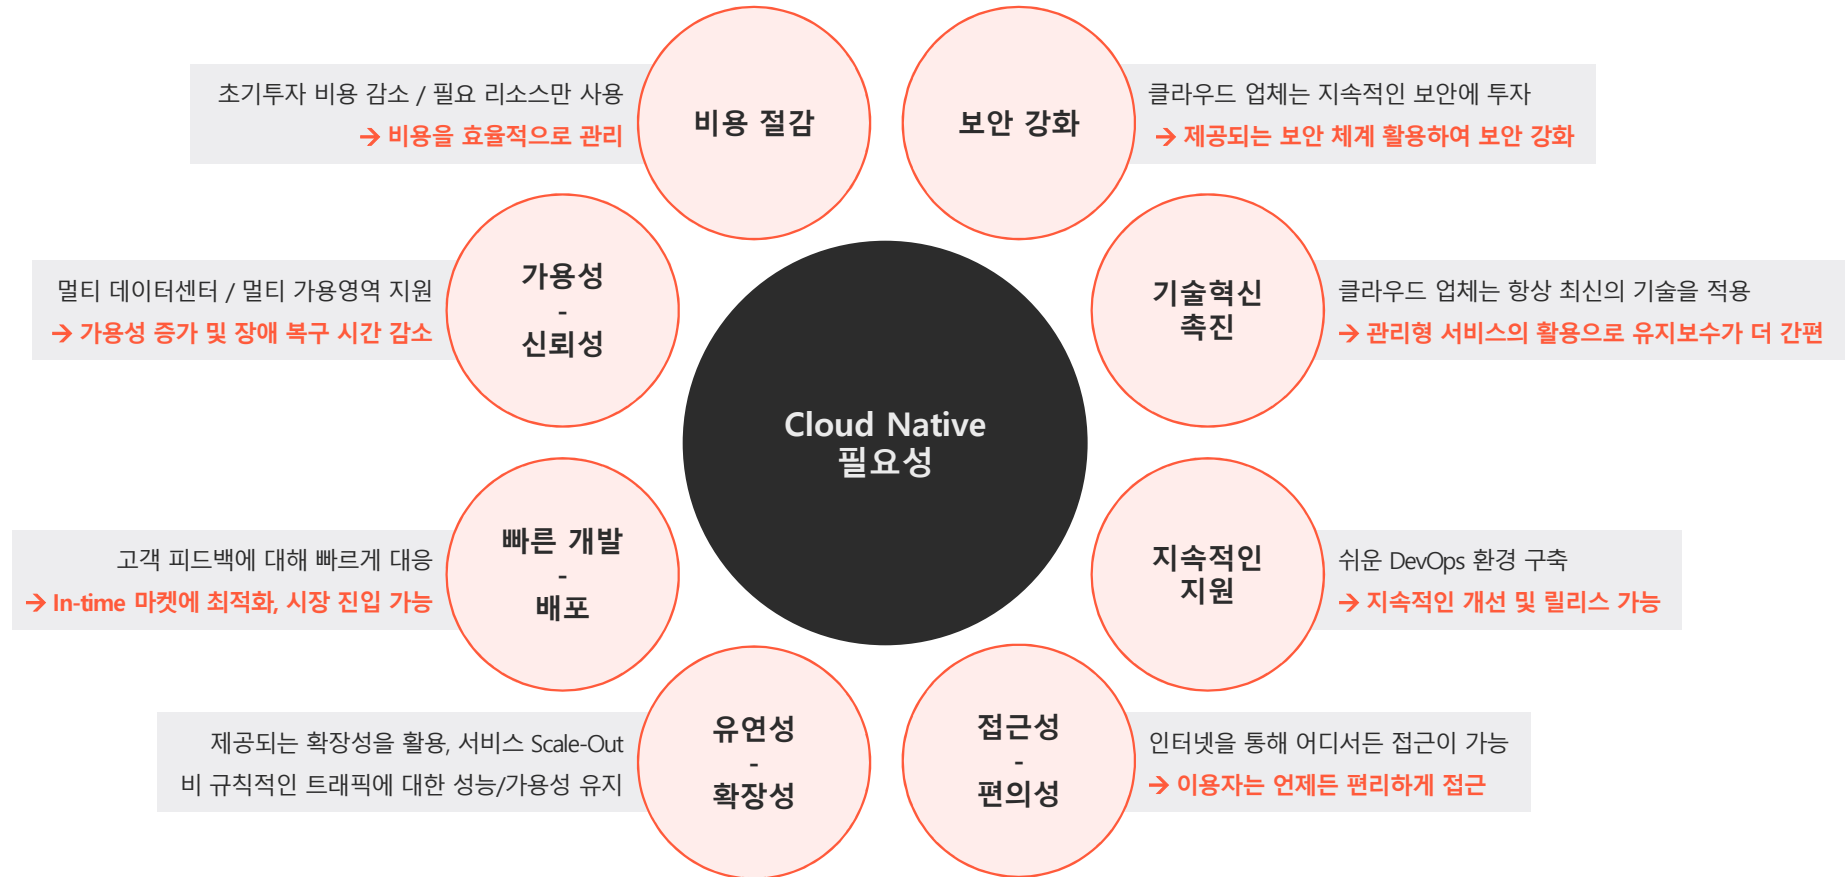 초기투자 비용 감소 / 필요 리소스만 사용
→ 비용을 효율적으로 관리
비용 절감
보안 강화
클라우드 업체는 지속적인 보안에 투자
→ 제공되는 보안 체계 활용하여 보안 강화
멀티 데이터센터 / 멀티 가용영역 지원
→ 가용성 증가 및 장애 복구 시간 감소
가용성
-
신뢰성
기술혁신
촉진
클라우드 업체는 항상 최신의 기술을 적용
→ 관리형 서비스의 활용으로 유지보수가 더 간편
Cloud Native
필요성
고객 피드백에 대해 빠르게 대응
→ In-time 마켓에 최적화, 시장 진입 가능
빠른 개발
-
배포
지속적인
지원
쉬운 DevOps 환경 구축
→ 지속적인 개선 및 릴리스 가능
제공되는 확장성을 활용, 서비스 Scale-Out
비 규칙적인 트래픽에 대한 성능/가용성 유지
유연성
-
확장성
접근성
-
편의성
인터넷을 통해 어디서든 접근이 가능
→ 이용자는 언제든 편리하게 접근